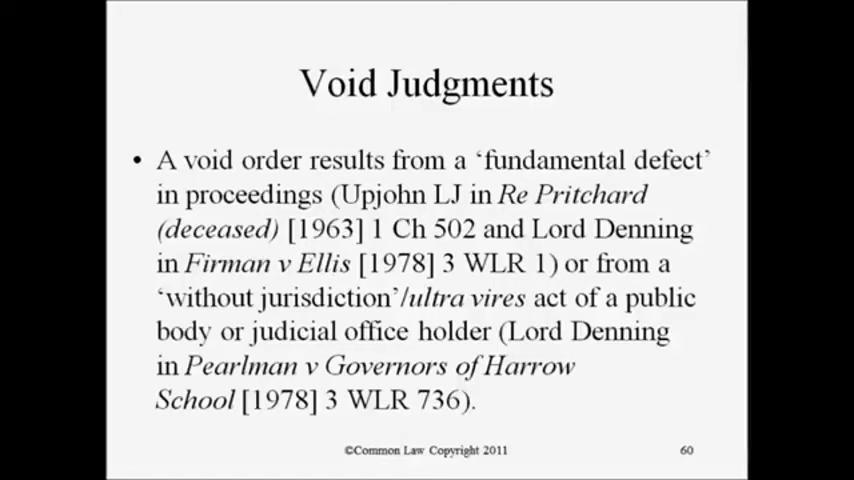 Void Judgments
• A void order results from a ‘fundamental defect’
in proceedings (Upjohn LJ in Re Pritchard
(deceased) [1963] 1 Ch 502 and Lord Denning
in Firman v Ellis [1978] 3 WLR 1) or from a
‘without jurisdiction’/ultra vires act of a public
body or judicial office holder (Lord Denning
in Pearlman v Governors of Harrow
School [1978] 3 WLR 736).
©Common Law Copyright 2011 60